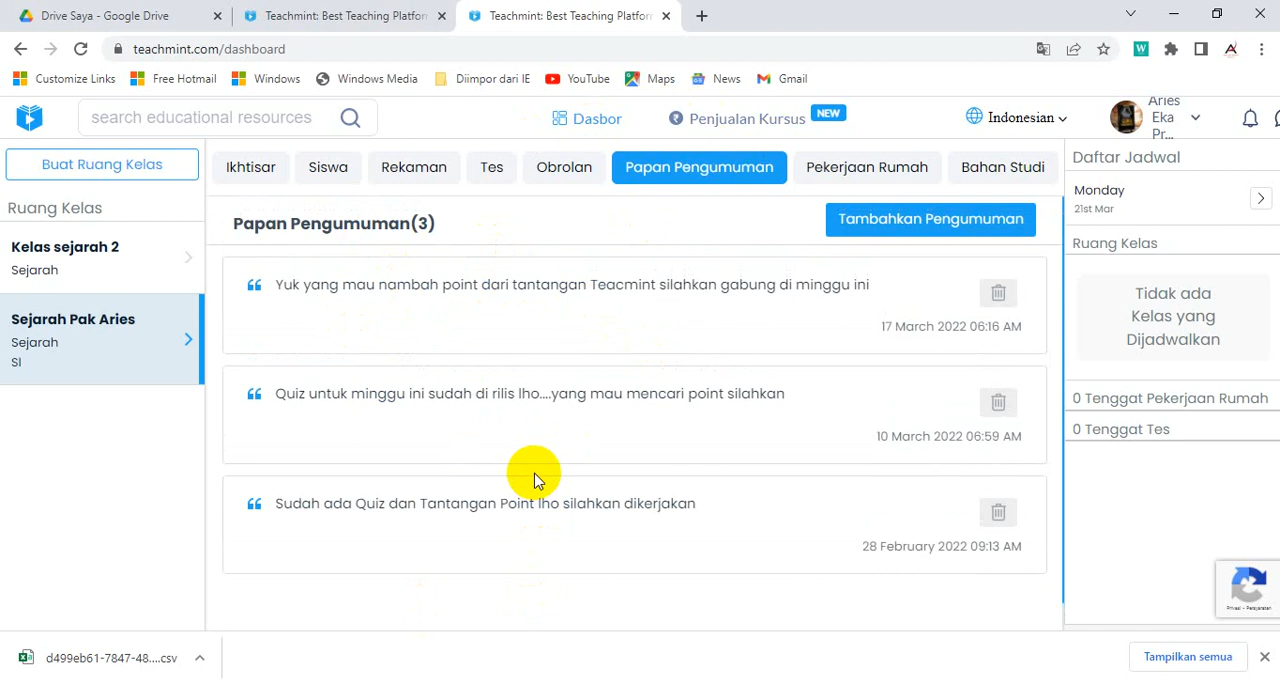 Drive Saya - Google Drive
Teachmint: Best Teaching Platfor
Teachmint: Best Teaching Platfor
teachmint.com/dashboard
Customize Links
Free Hotmail
Windows
Windows Media
Diimpor dari IE
YouTube
Maps
News
Gmail
search educational resources
Dasbor
Penjualan Kursus
NEW
Indonesian
Aries
Eka
Pr...
Buat Ruang Kelas
Ikhtisar
Siswa
Rekaman
Tes
Obrolan
Papan Pengumuman
Pekerjaan Rumah
Bahan Studi
Daftar Jadwal
Ruang Kelas
Kelas sejarah 2
Sejarah
Sejarah Pak Aries
Sejarah
SI
Papan Pengumuman(3)
Tambahkan Pengumuman
Yuk yang mau nambah point dari tantangan Teacmint silahkan gabung di minggu ini
17 March 2022 06:16 AM
Quiz untuk minggu ini sudah di rilis lho....yang mau mencari point silahkan
10 March 2022 06:59 AM
Sudah ada Quiz dan Tantangan Point lho silahkan dikerjakan
28 February 2022 09:13 AM
Monday
21st Mar
Ruang Kelas
Tidak ada
Kelas yang
Dijadwalkan
0 Tenggat Pekerjaan Rumah
0 Tenggat Tes
Privasi - Persyaratan
d499eb61-7847-48....csv
Tampilkan semua